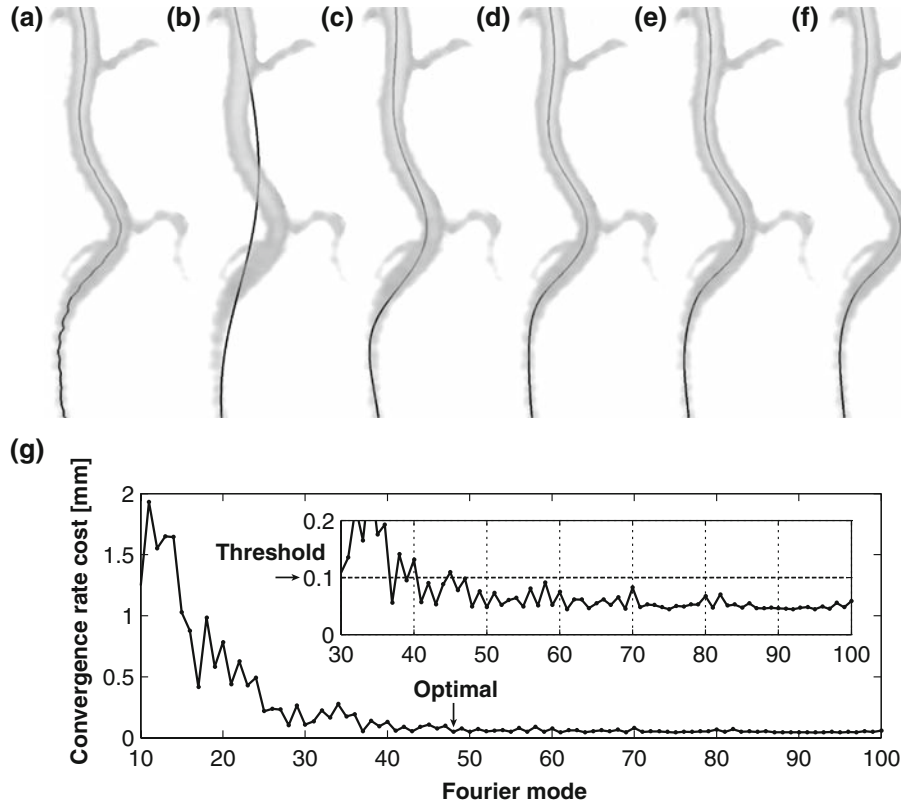 (a) (b) (c) (d) (e) (f)
(g)
Convergence rate cost [mm]
2
1.5
1
0.5
0
Threshold
0.2
0.1
0
30 40 50 60 70 80 90 100
Optimal
10 20 30 40 50 60 70 80 90 100
Fourier mode